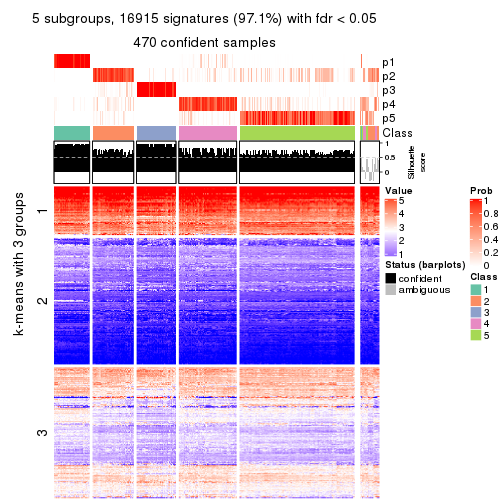 5 subgroups, 16915 signatures (97.1%) with fdr < 0.05
470 confident samples
p1
p2
p3
p4
p5
Class
1
0.5
0
Silhouette
score
k-means with 3 groups
1
2
3
Value
5
4
3
2
1
Status (barplots)
confident
ambiguous
Prob
1
0.8
0.6
0.4
0.2
0
Class
1
2
3
4
5